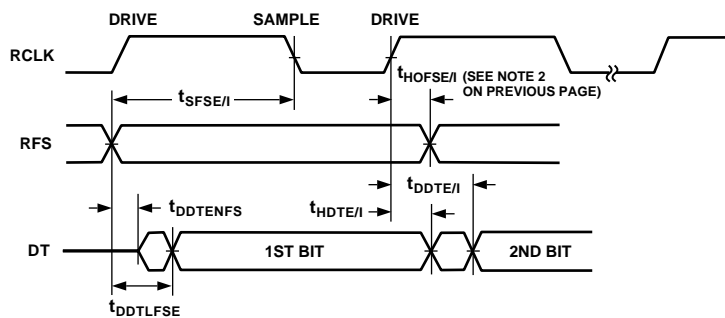 DRIVE SAMPLE DRIVE
RCLK
tHOFSE/I (SEE NOTE 2
ON PREVIOUS PAGE)
tSFSE/I
RFS
tDDTE/I
tDDTENFS
tHDTE/I
DT 1ST BIT 2ND BIT
tDDTLFSE